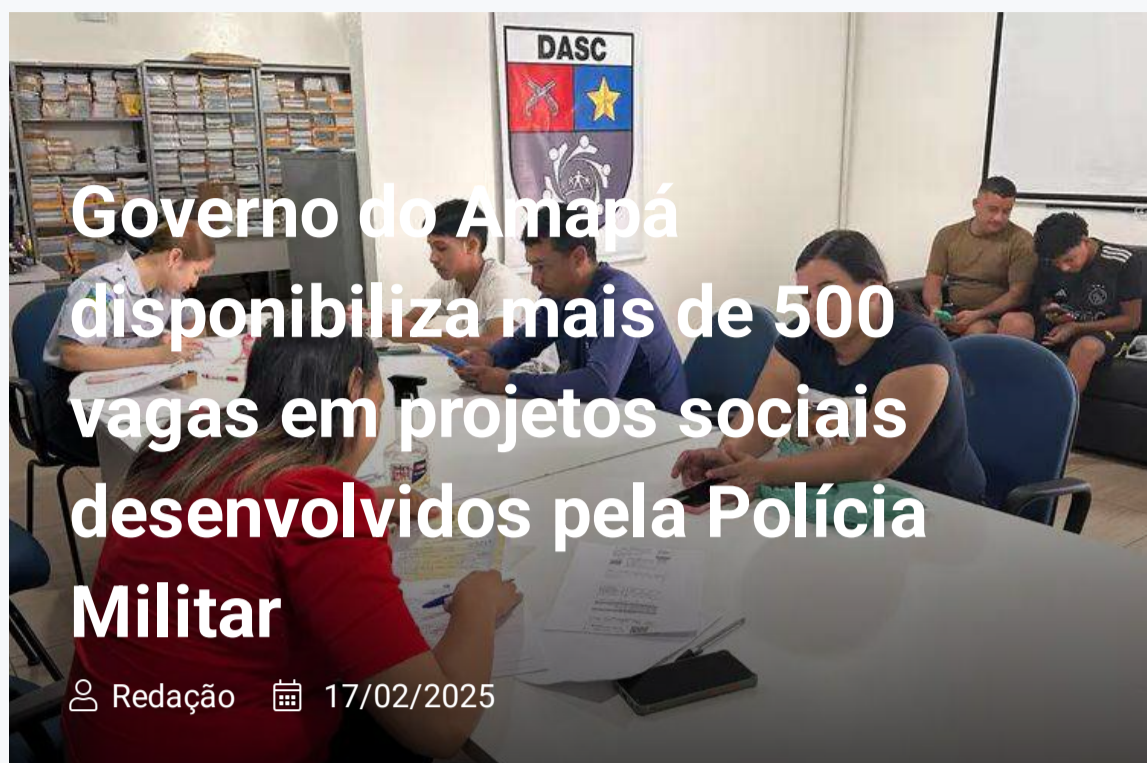 DASC
Governo do Amapá
disponibiliza mais de 500
vagas em projetos sociais
desenvolvidos pela Polícia
Militar
Redação 17/02/2025